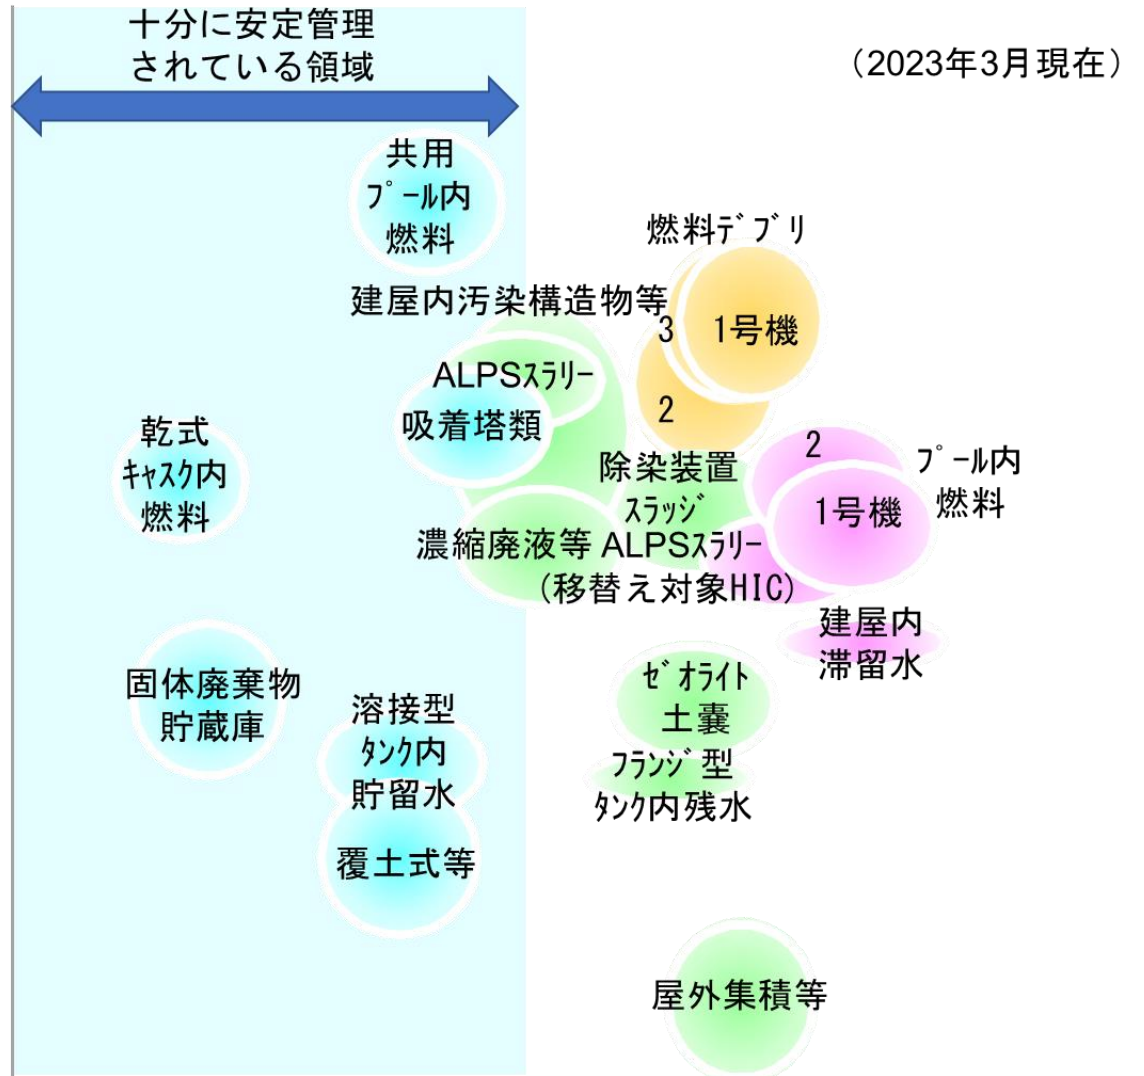 十分に安定管理
されている領域
（2023年3月現在）
共用
ﾌﾟｰﾙ内
燃料
燃料ﾃﾞﾌﾞﾘ
建屋内汚染構造物等
3
1号機
ALPSｽﾗﾘｰ
2
吸着塔類
乾式
ｷｬｽｸ内
燃料
2
ﾌﾟｰﾙ内
燃料
除染装置
ｽﾗｯｼﾞ
1号機
濃縮廃液等
ALPSｽﾗﾘｰ
(移替え対象HIC)
建屋内
滞留水
固体廃棄物
貯蔵庫
ｾﾞｵﾗｲﾄ
土嚢
溶接型
ﾀﾝｸ内
貯留水
ﾌﾗﾝｼﾞ型
ﾀﾝｸ内残水
覆土式等
屋外集積等